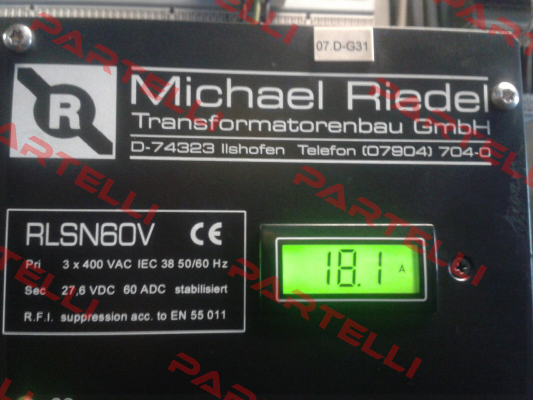 07.D-G31
R
Michael Riedel
Transformatorenbau GmbH
D-74323 Ilshofen Telefon (07904) 704-0
RLSN60V CE
Pri 3 x 400 VAC IEC 38 50/60 Hz
Sec 27,6 VDC 60 ADC stabilisiert
R.F.I. suppression acc. to EN 55 011
18.1 A
PARTELLI
PARTELLI
PARTELLI
PARTELLI
PARTELLI
PARTELLI